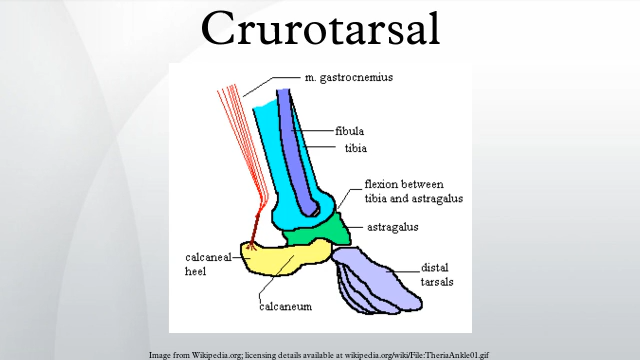 Crurotarsal
m. gastrocnemius
fibula
tibia
flexion between
tibia and astragalus
astragalus
calcaneal
heel
distal
tarsals
calcaneum
Image from Wikipedia.org; licensing details available at wikipedia.org/wiki/File:TheriaAnkle01.gif